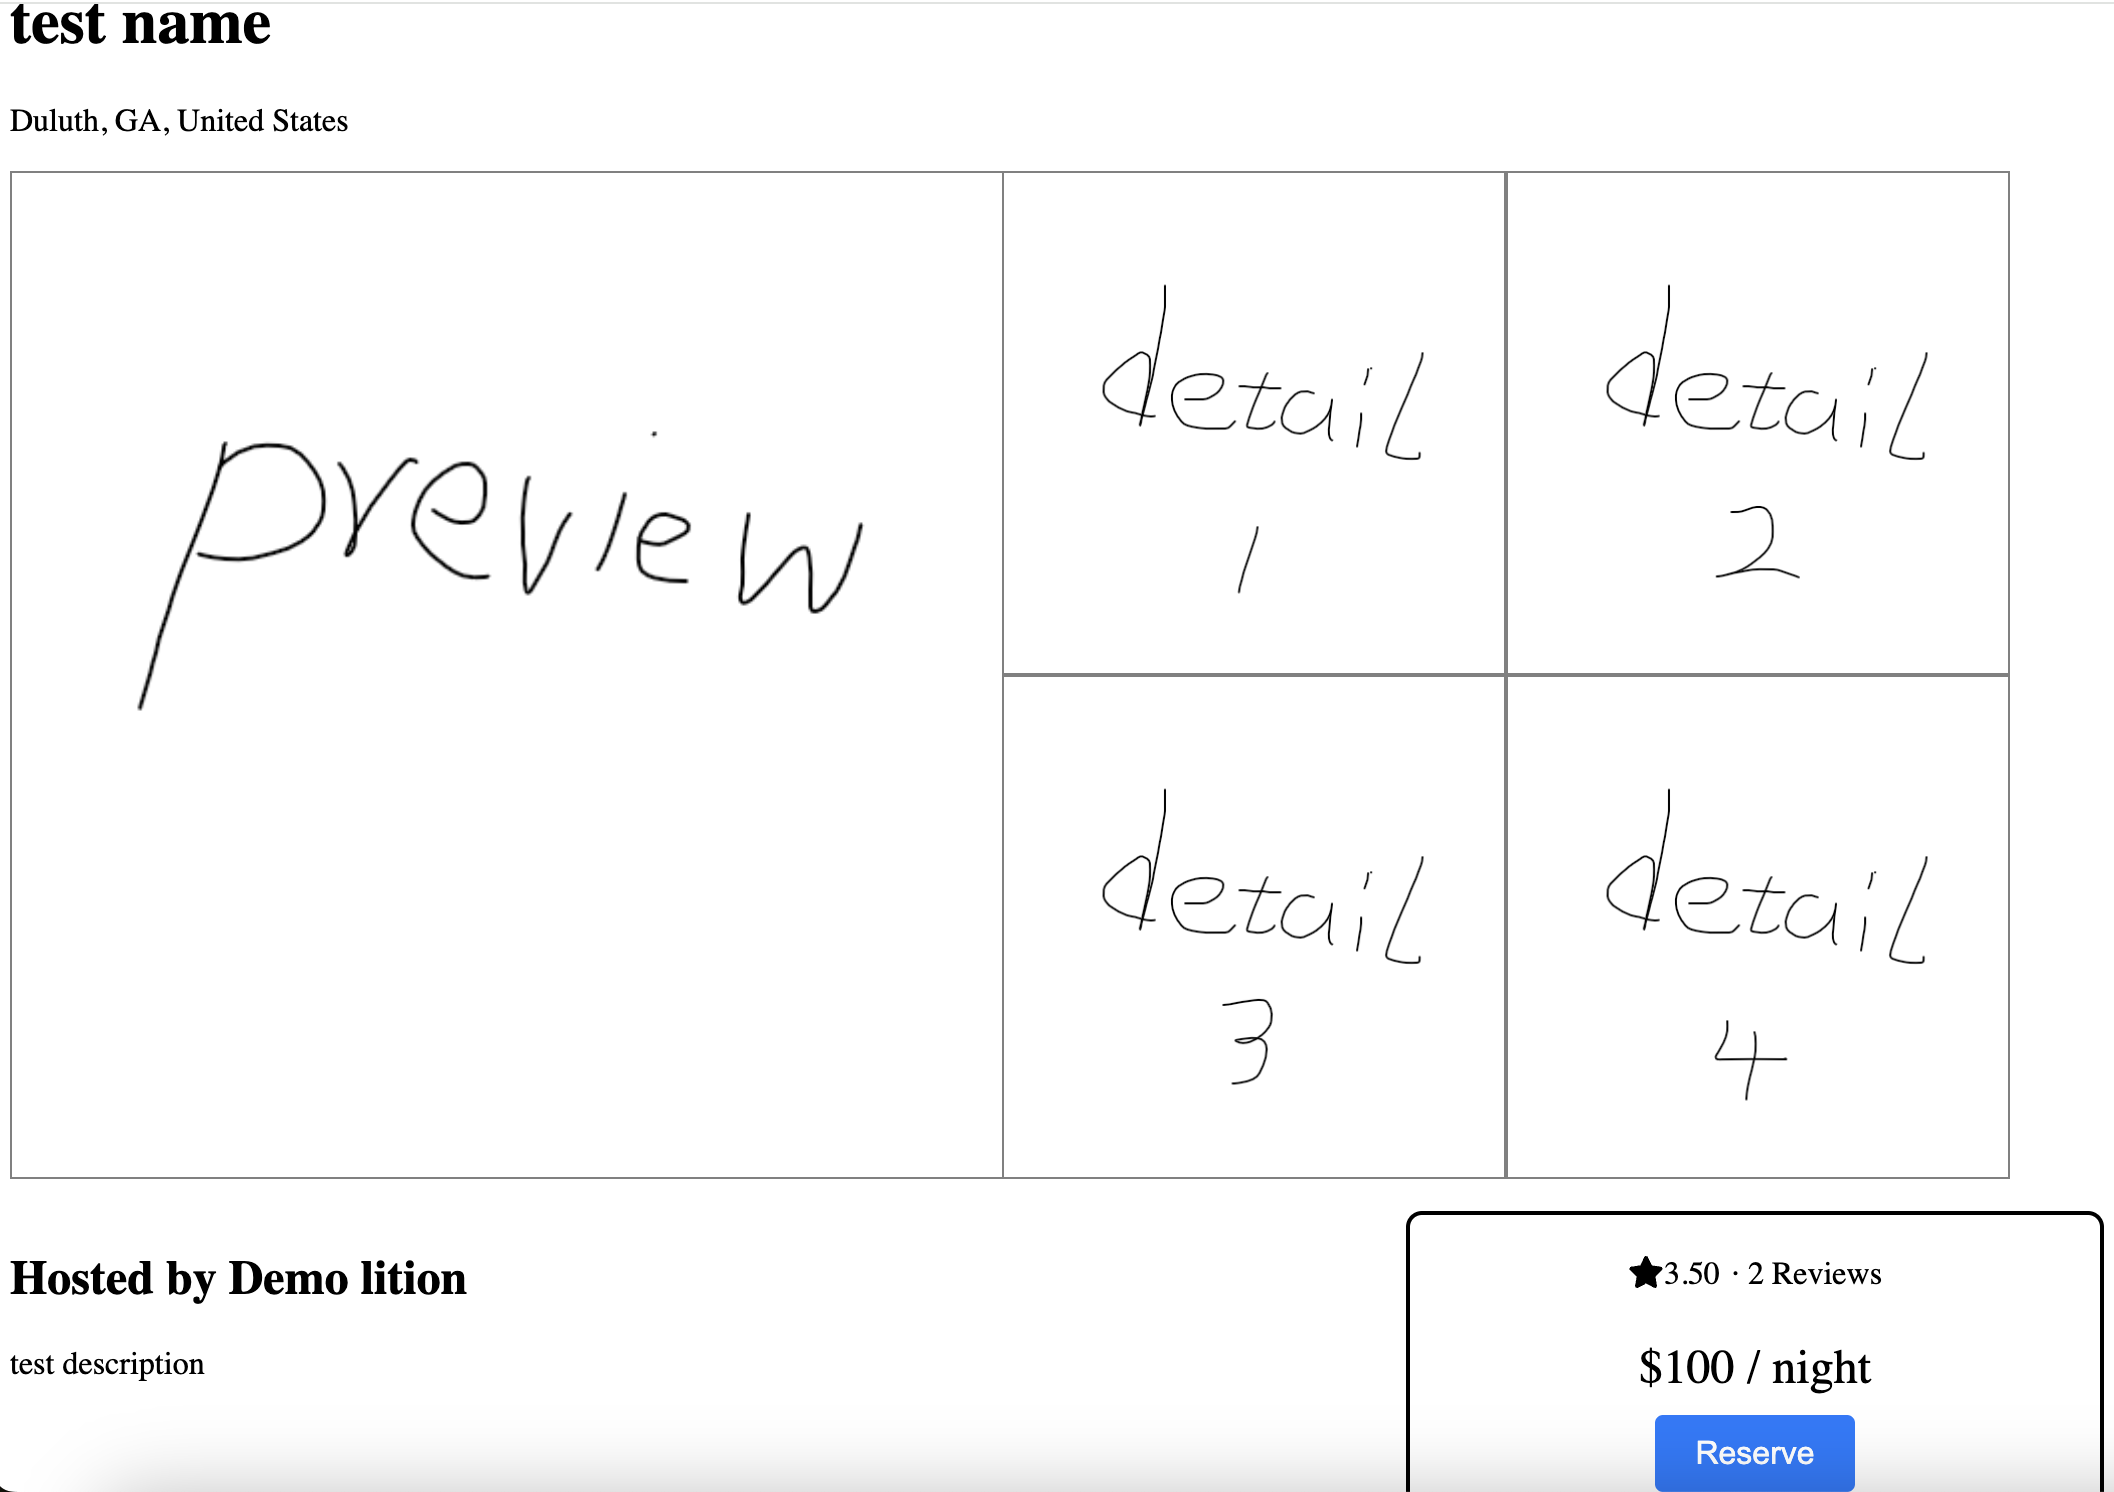 test name
Duluth, GA, United States
preview
detail
1
detail
2
detail
3
detail
4
Hosted by Demo lition
test description
★3.50 · 2 Reviews
$100 / night
Reserve